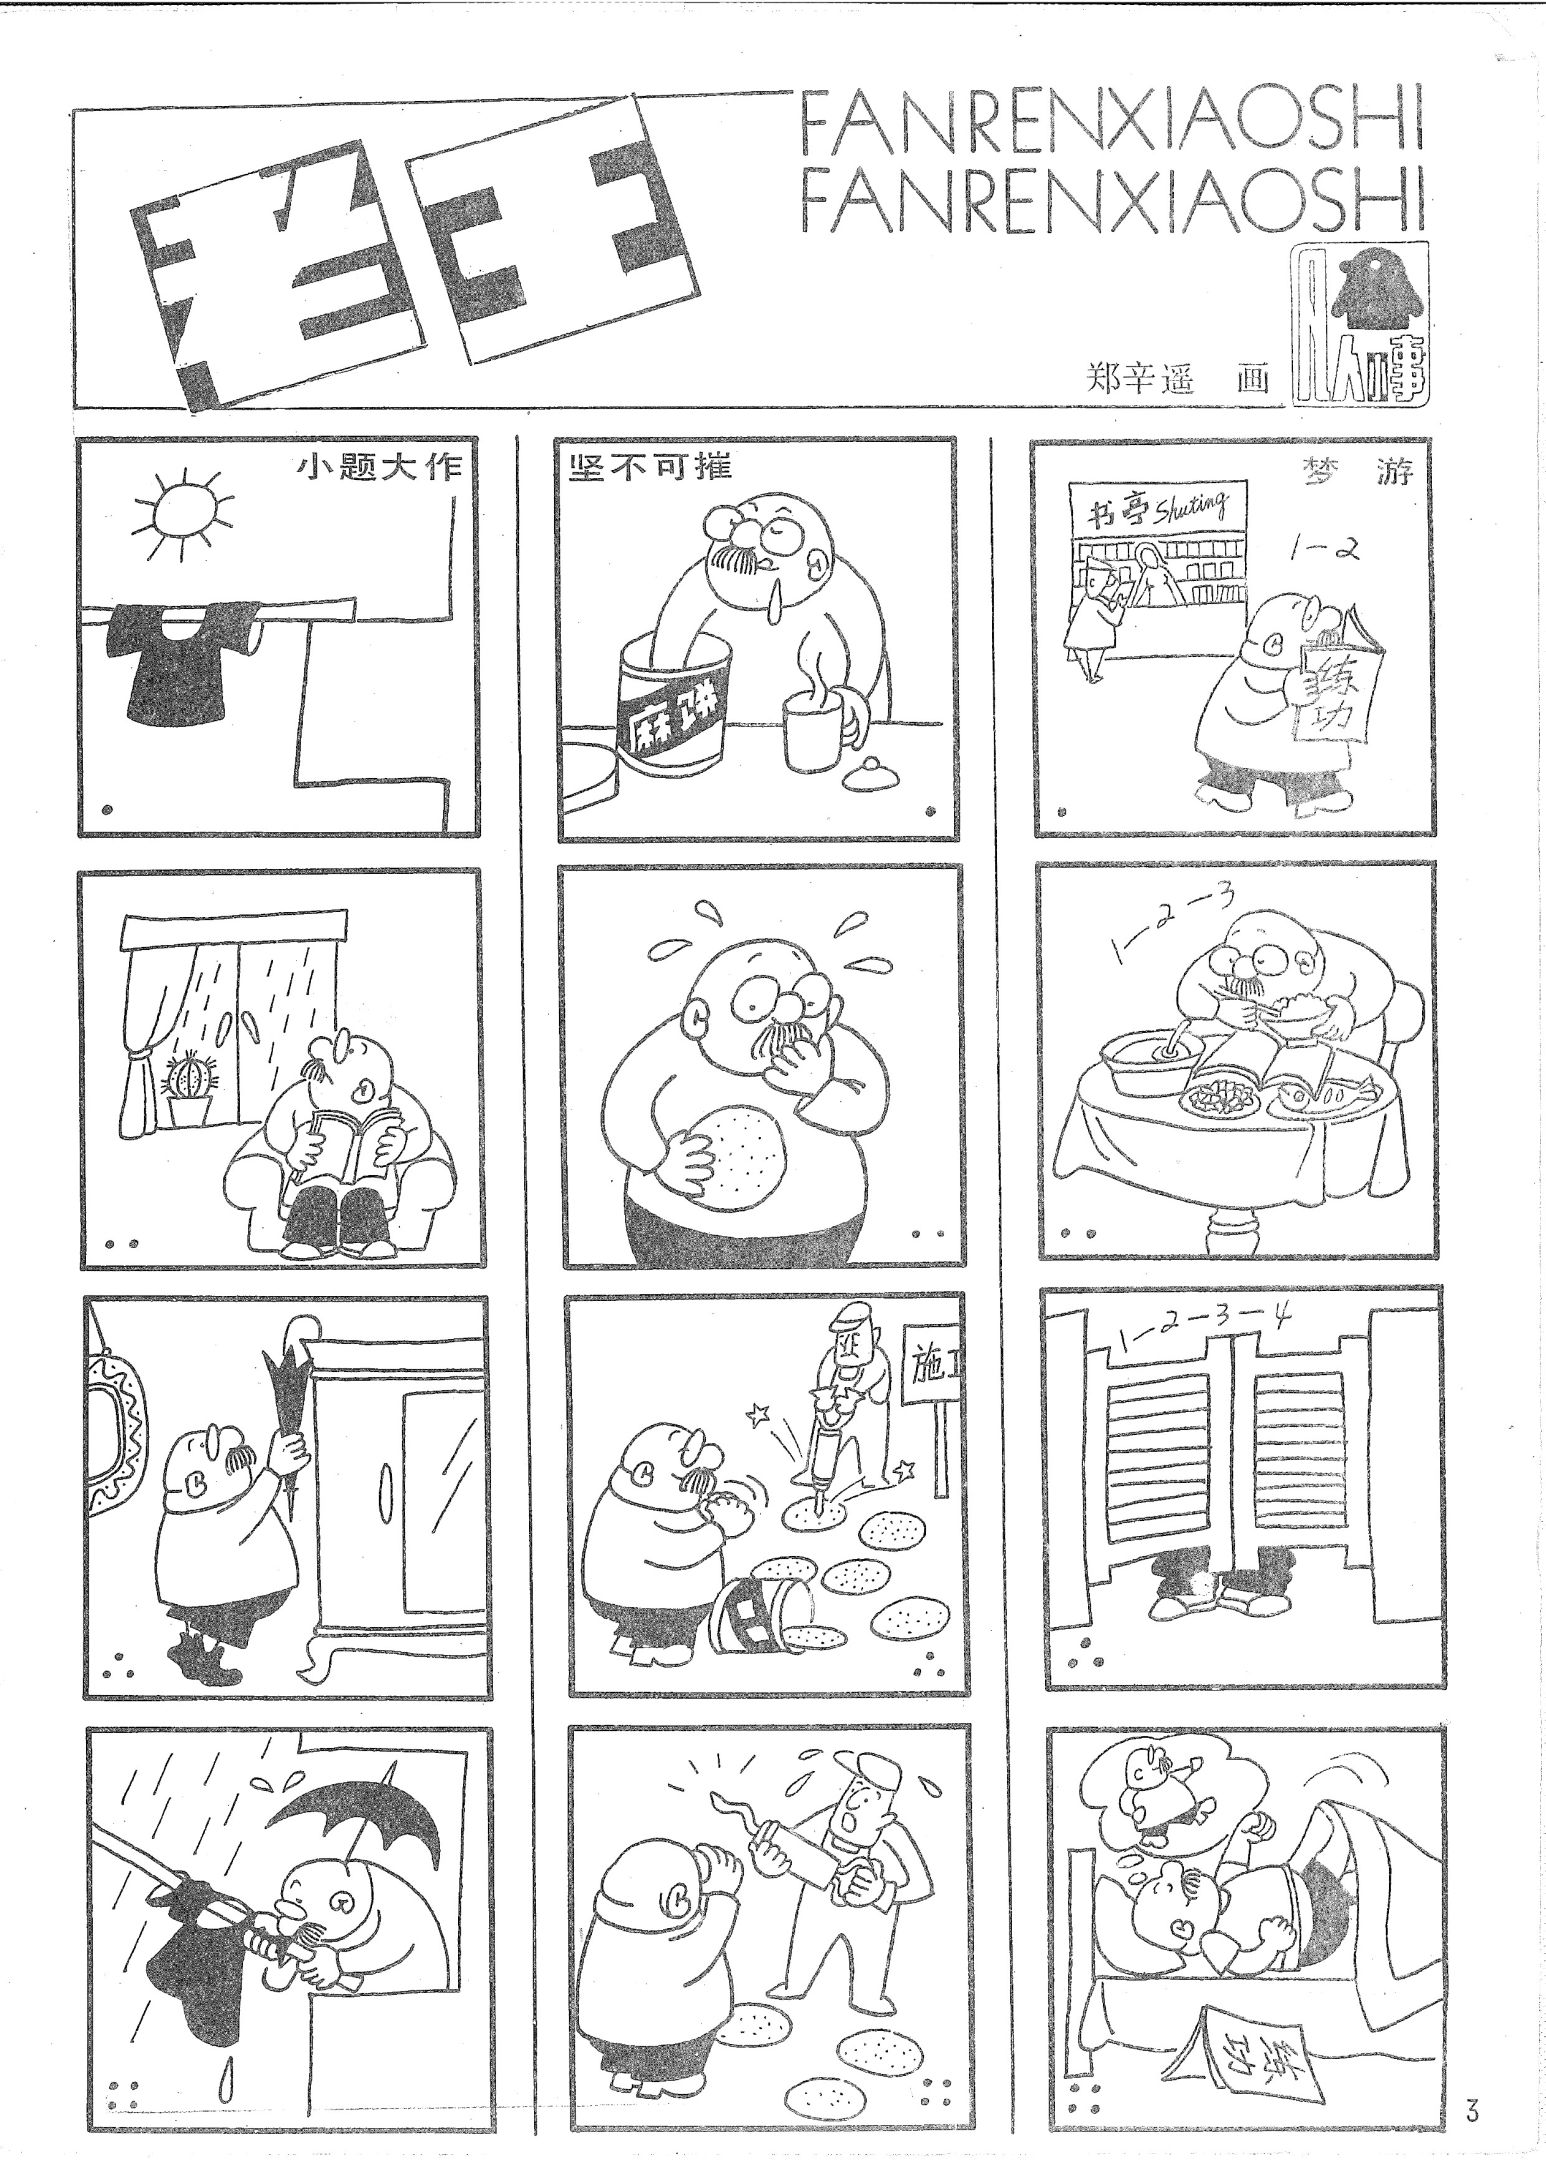 老王
FANRENXIAOSHI
FANRENXIAOSHI
凡人小事
郑辛遥 画
小题大作
坚不可摧
麻饼
施工
梦游
书亭 Shuting
1-2
练功
1-2-3
1-2-3-4
练功
3